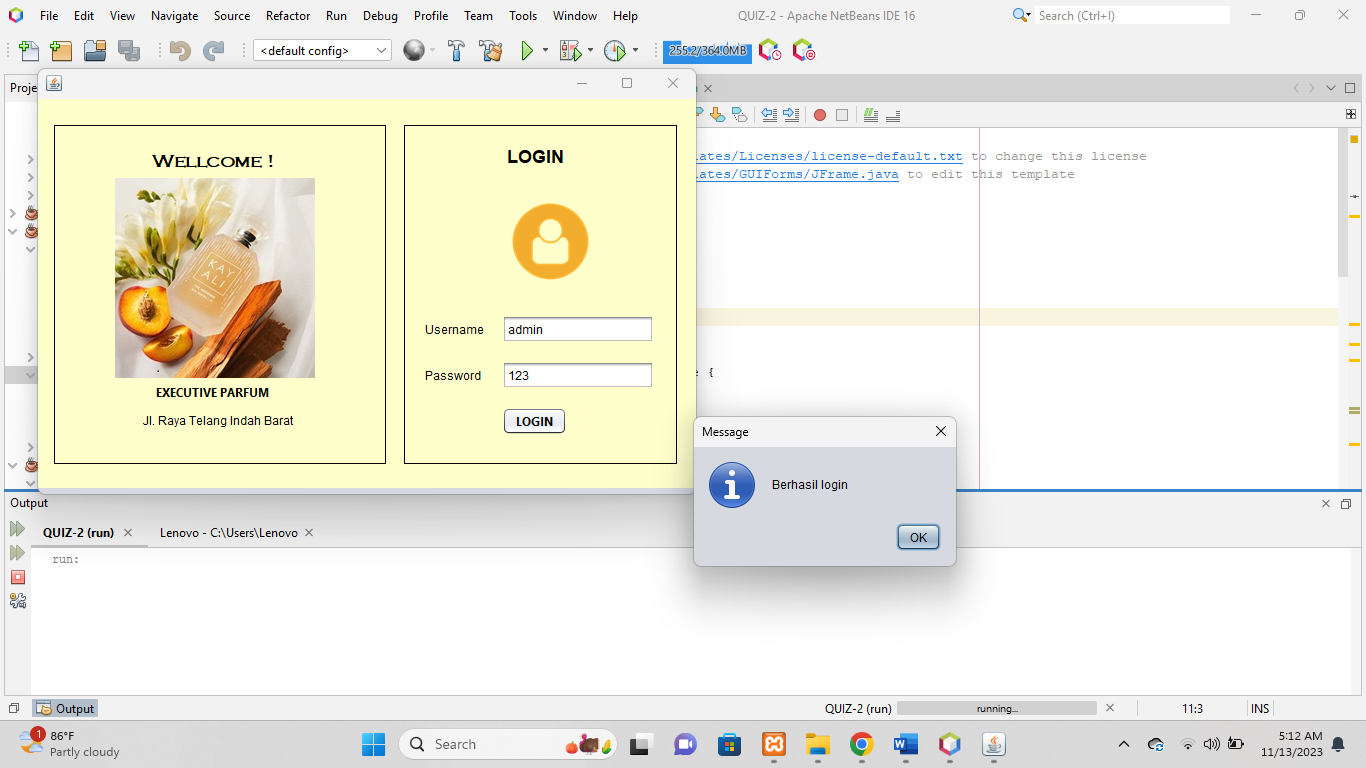 File Edit View Navigate Source Refactor Run Debug Profile Team Tools Window Help
QUIZ-2 - Apache NetBeans IDE 16
Search (Ctrl+I)
<default config>
255.2/364.0MB
Proje
WELLCOME !
KAY
ALI
EXECUTIVE PARFUM
Jl. Raya Telang Indah Barat
LOGIN
Username admin
Password 123
LOGIN
lates/Licenses/license-default.txt to change this license
lates/GUIForms/JFrame.java to edit this template
{
Message
Berhasil login
OK
Output
QUIZ-2 (run)
Lenovo - C:\Users\Lenovo
run:
Output
QUIZ-2 (run)
running...
11:3
INS
1
86°F
Partly cloudy
Search
5:12 AM
11/13/2023